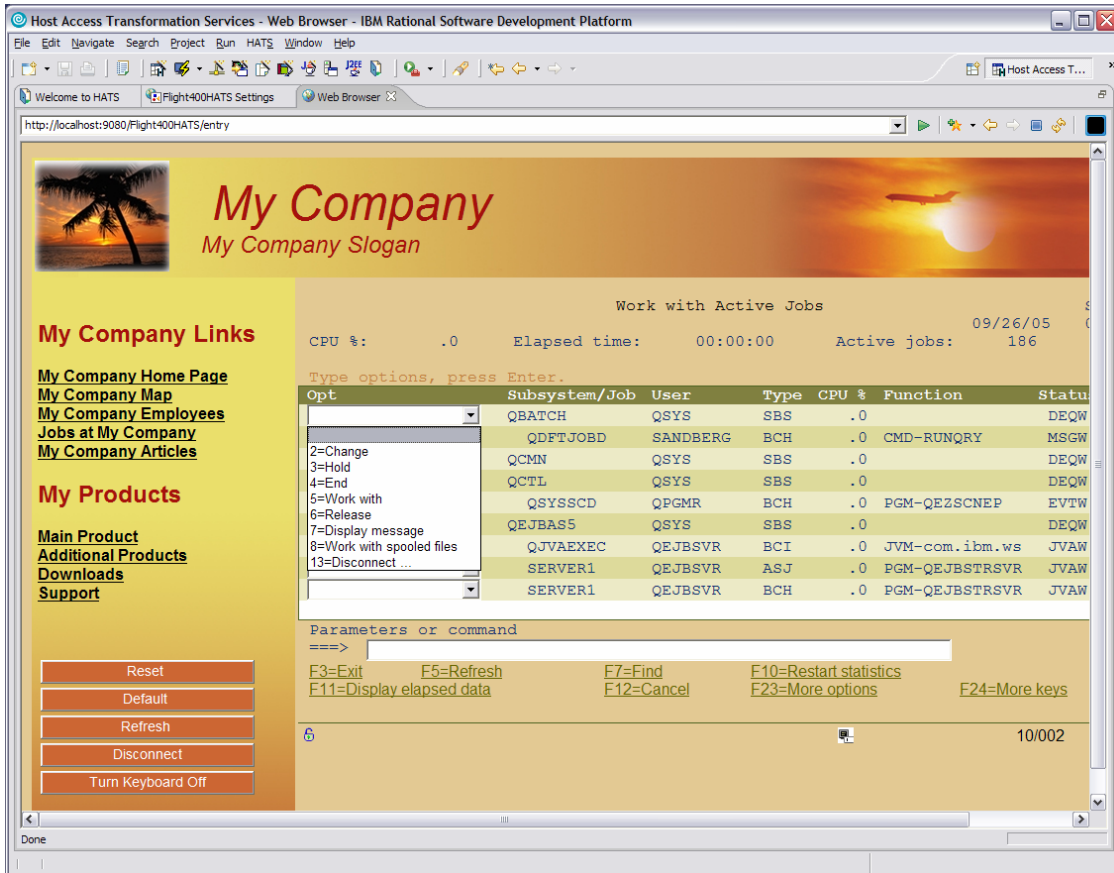 Host Access Transformation Services - Web Browser - IBM Rational Software Development Platform
File Edit Navigate Search Project Run HATS Window Help
Host Access T...
Welcome to HATS Flight400HATS Settings Web Browser
http://localhost:9080/Flight400HATS/entry
My Company
My Company Slogan
My Company Links
My Company Home Page
My Company Map
My Company Employees
Jobs at My Company
My Company Articles
My Products
Main Product
Additional Products
Downloads
Support
Reset
Default
Refresh
Disconnect
Turn Keyboard Off
Work with Active Jobs
09/26/05
CPU %: .0 Elapsed time: 00:00:00 Active jobs: 186
Type options, press Enter.
Opt Subsystem/Job User Type CPU % Function Statu
QBATCH QSYS SBS .0 DEQW
QDFTJOBD SANDBERG BCH .0 CMD-RUNQRY MSGW
QCMN QSYS SBS .0 DEQW
QCTL QSYS SBS .0 DEQW
QSYSSCD QPGMR BCH .0 PGM-QEZSCNEP EVTW
QEJBAS5 QSYS SBS .0 DEQW
QJVAEXEC QEJBSVR BCI .0 JVM-com.ibm.ws JVAW
SERVER1 QEJBSVR ASJ .0 PGM-QEJBSTRSVR JVAW
SERVER1 QEJBSVR BCH .0 PGM-QEJBSTRSVR JVAW
2=Change
3=Hold
4=End
5=Work with
6=Release
7=Display message
8=Work with spooled files
13=Disconnect ...
Parameters or command
===>
F3=Exit F5=Refresh F7=Find F10=Restart statistics
F11=Display elapsed data F12=Cancel F23=More options F24=More keys
10/002
Done